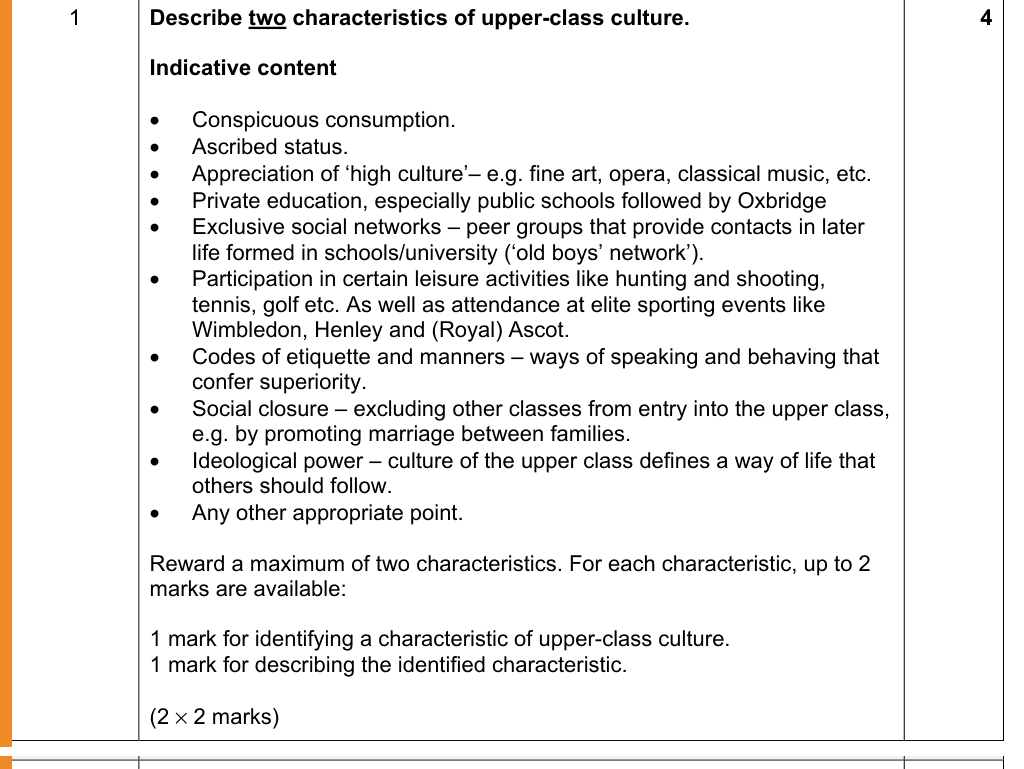 1 Describe two characteristics of upper-class culture. 4
Indicative content
• Conspicuous consumption.
• Ascribed status.
• Appreciation of ‘high culture’– e.g. fine art, opera, classical music, etc.
• Private education, especially public schools followed by Oxbridge
• Exclusive social networks – peer groups that provide contacts in later
life formed in schools/university (‘old boys’ network’).
• Participation in certain leisure activities like hunting and shooting,
tennis, golf etc. As well as attendance at elite sporting events like
Wimbledon, Henley and (Royal) Ascot.
• Codes of etiquette and manners – ways of speaking and behaving that
confer superiority.
• Social closure – excluding other classes from entry into the upper class,
e.g. by promoting marriage between families.
• Ideological power – culture of the upper class defines a way of life that
others should follow.
• Any other appropriate point.
Reward a maximum of two characteristics. For each characteristic, up to 2
marks are available:
1 mark for identifying a characteristic of upper-class culture.
1 mark for describing the identified characteristic.
(2 × 2 marks)